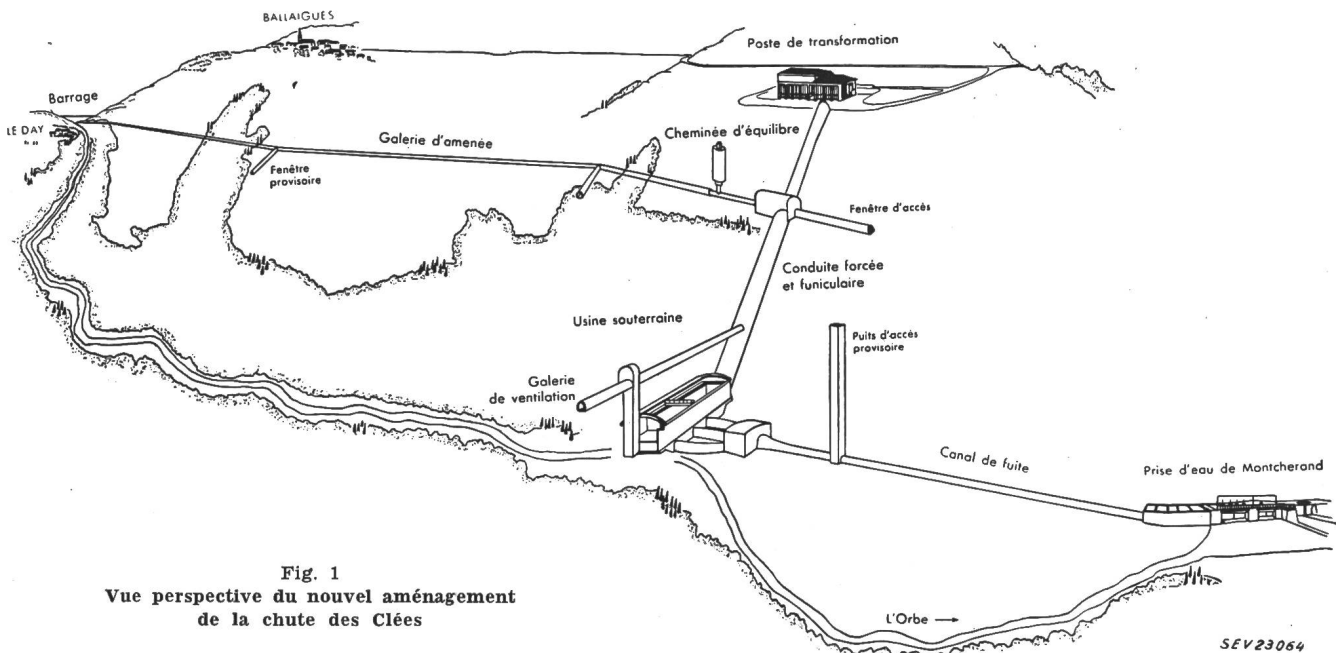 BALLAIGUES
Poste de transformation
Barrage
LE DAY
Cheminée d'équilibre
Galerie d'amenée
Fenêtre
provisoire
Fenêtre d'accès
Conduite forcée
et funiculaire
Usine souterraine
Puits d'accès
provisoire
Galerie
de ventilation
Canal de fuite
Prise d'eau de Montcherand
Fig. 1
Vue perspective du nouvel aménagement
de la chute des Clées
L'Orbe →
SEV23064